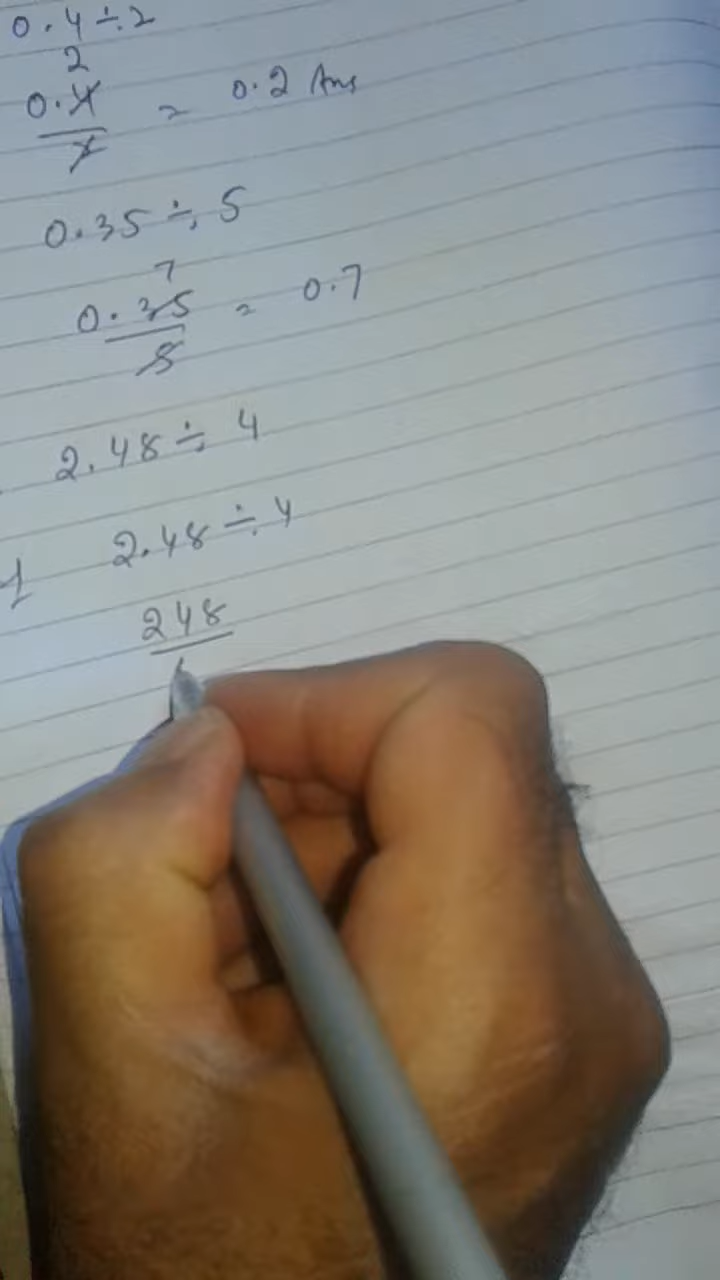 0.4 ÷ 2
2
0.4 = 0.2 Ans
2
0.35 ÷ 5
7
0.35 = 0.7
5
2.48 ÷ 4
2.48 ÷ 4
248